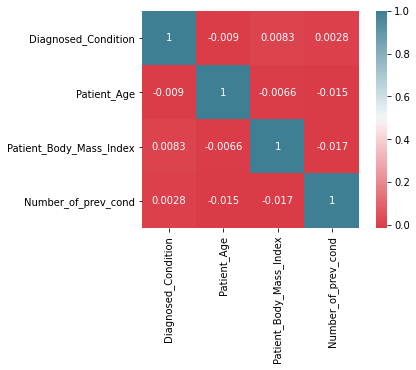 Diagnosed_Condition 1 -0.009 0.0083 0.0028
Patient_Age -0.009 1 -0.0066 -0.015
Patient_Body_Mass_Index 0.0083 -0.0066 1 -0.017
Number_of_prev_cond 0.0028 -0.015 -0.017 1
Diagnosed_Condition
Patient_Age
Patient_Body_Mass_Index
Number_of_prev_cond
1.0
0.8
0.6
0.4
0.2
0.0